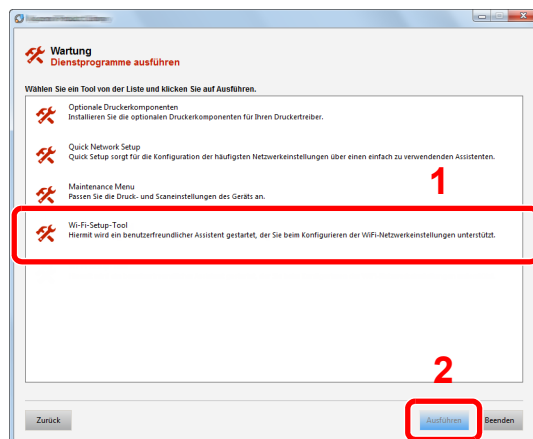 Wartung
Dienstprogramme ausführen
Wählen Sie ein Tool von der Liste und klicken Sie auf Ausführen.
Optionale Druckerkomponenten
Installieren Sie die optionalen Druckerkomponenten für Ihren Druckertreiber.
Quick Network Setup
Quick Setup sorgt für die Konfiguration der häufigsten Netzwerkeinstellungen über einen einfach zu verwendenden Assistenten.
1
Maintenance Menu
Passen Sie die Druck- und Scaneinstellungen des Geräts an.
Wi-Fi-Setup-Tool
Hiermit wird ein benutzerfreundlicher Assistent gestartet, der Sie beim Konfigurieren der WiFi-Netzwerkeinstellungen unterstützt.
2
Zurück
Ausführen
Beenden